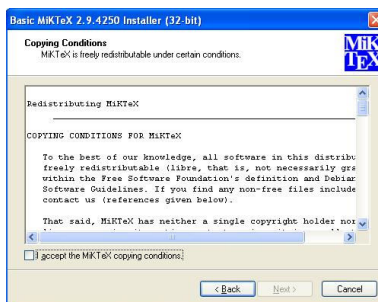 Basic MiKTeX 2.9.4250 Installer (32-bit)
Copying Conditions
MiKTeX is freely redistributable under certain conditions.
MiK
TEX
Redistributing MiKTeX
COPYING CONDITIONS FOR MiKTeX
To the best of our knowledge, all software in this distribu
freely redistributable (libre, that is, not necessarily gra
within the Free Software Foundation's definition and Debian
Software Guidelines. If you find any non-free files include
contact us (references given below).
That said, MiKTeX has neither a single copyright holder nor
I accept the MiKTeX copying conditions.
< Back
Next >
Cancel